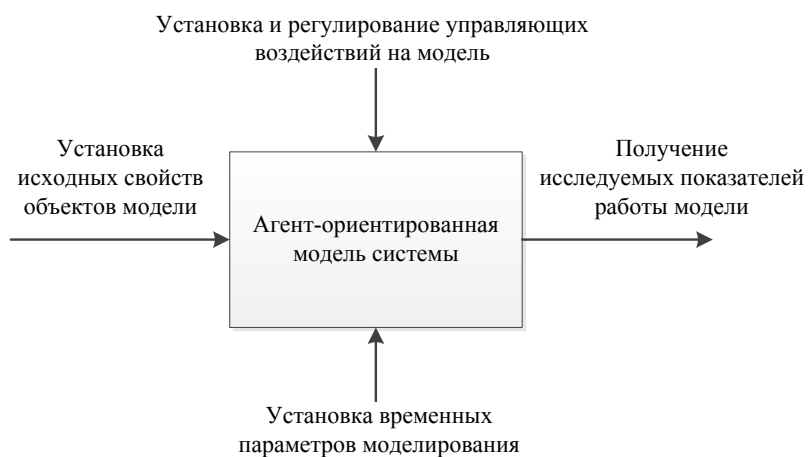 Установка и регулирование управляющих
воздействий на модель
Установка
исходных свойств
объектов модели
Агент-ориентированная
модель системы
Получение
исследуемых показателей
работы модели
Установка временных
параметров моделирования